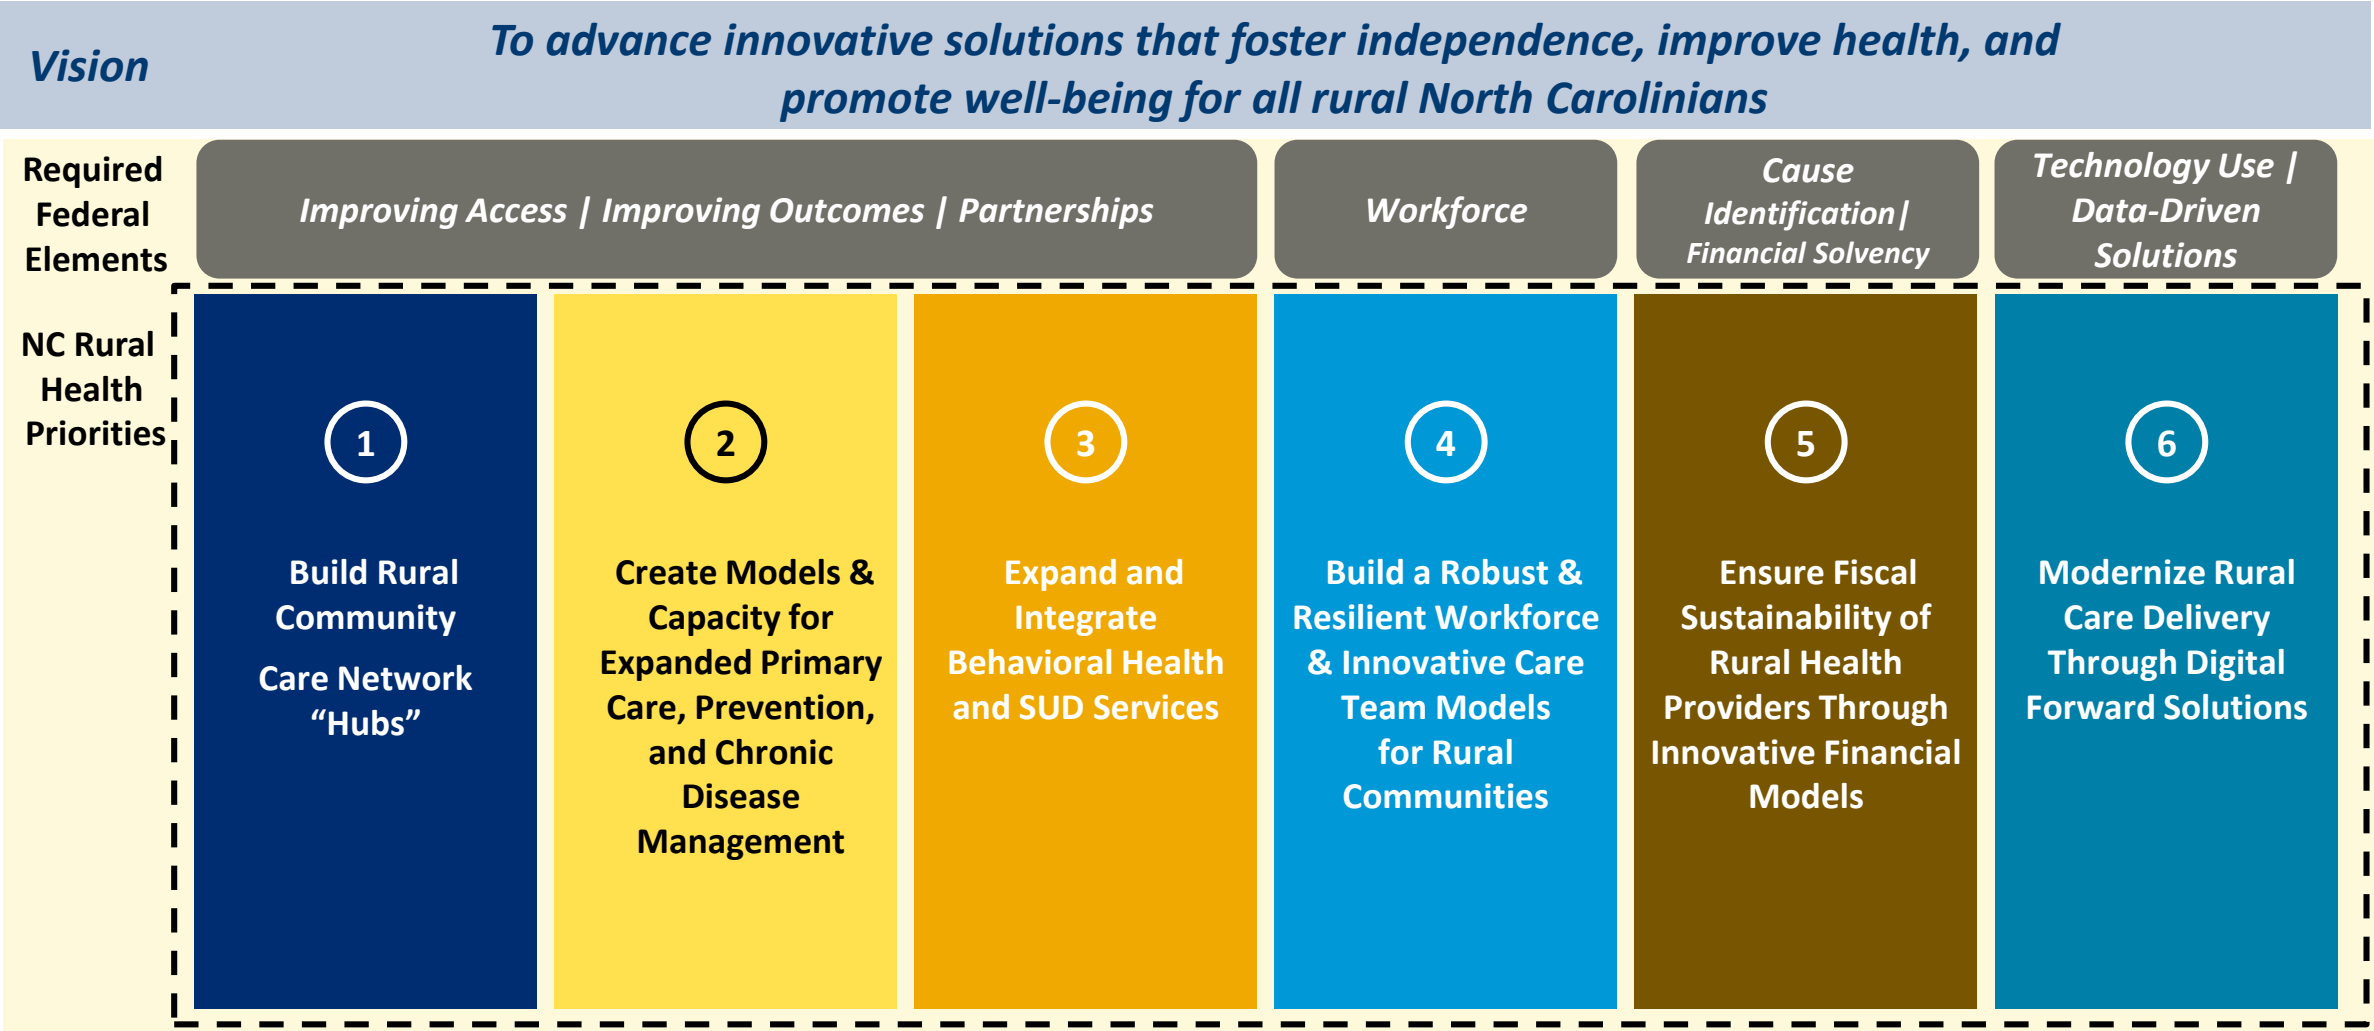 Vision
To advance innovative solutions that foster independence, improve health, and
promote well-being for all rural North Carolinians
Required
Federal
Elements
Improving Access | Improving Outcomes | Partnerships
Workforce
Cause
Identification|
Financial Solvency
Technology Use |
Data-Driven
Solutions
NC Rural
Health
Priorities
1
Build Rural
Community
Care Network
“Hubs”
2
Create Models &
Capacity for
Expanded Primary
Care, Prevention,
and Chronic
Disease
Management
3
Expand and
Integrate
Behavioral Health
and SUD Services
4
Build a Robust &
Resilient Workforce
& Innovative Care
Team Models
for Rural
Communities
5
Ensure Fiscal
Sustainability of
Rural Health
Providers Through
Innovative Financial
Models
6
Modernize Rural
Care Delivery
Through Digital
Forward Solutions